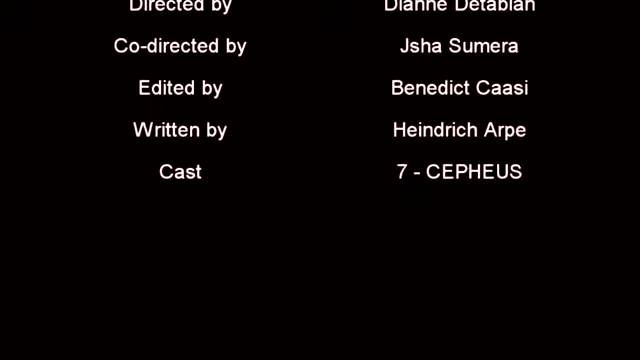 Directed by Dianne Detablan
Co-directed by Jsha Sumera
Edited by Benedict Caasi
Written by Heindrich Arpe
Cast 7 - CEPHEUS